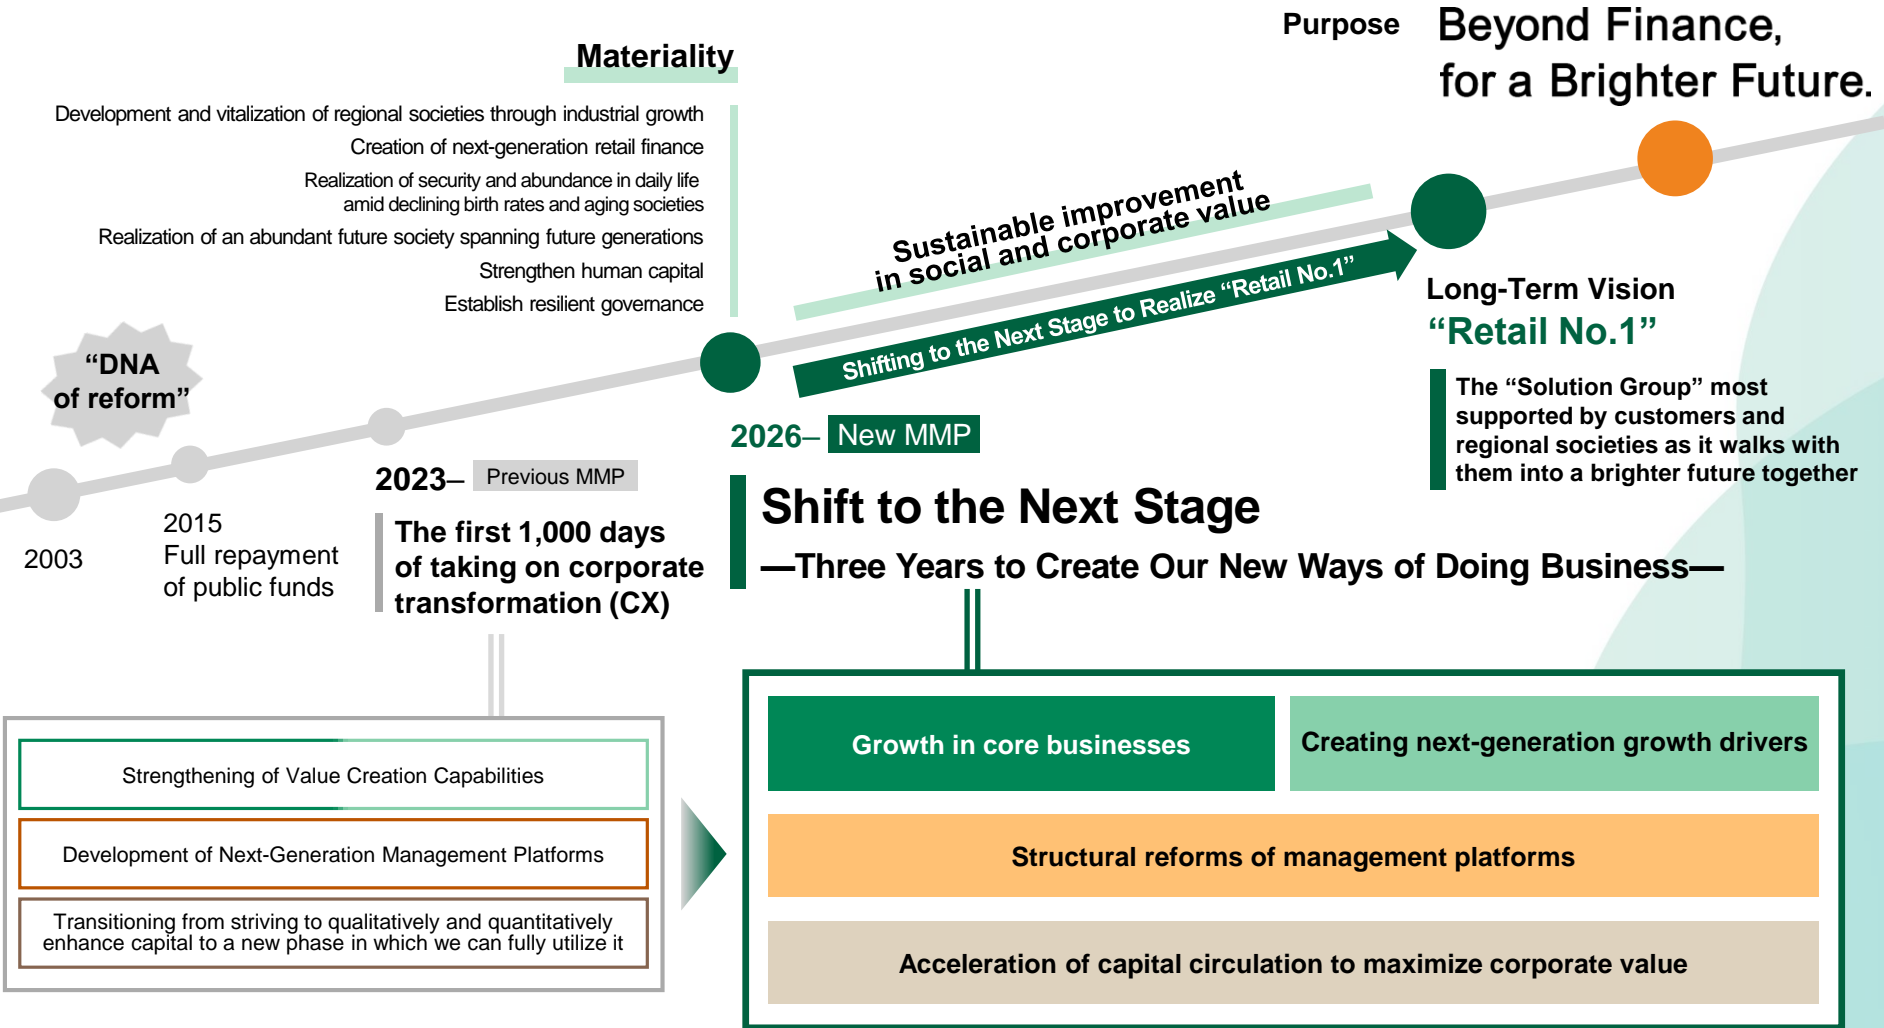 Purpose
Beyond Finance,
for a Brighter Future.
Materiality
Development and vitalization of regional societies through industrial growth
Creation of next-generation retail finance
Realization of security and abundance in daily life
amid declining birth rates and aging societies
Realization of an abundant future society spanning future generations
Strengthen human capital
Establish resilient governance
Sustainable improvement
in social and corporate value
Shifting to the Next Stage to Realize “Retail No.1”
Long-Term Vision
“Retail No.1”
The “Solution Group” most
supported by customers and
regional societies as it walks with
them into a brighter future together
“DNA
of reform”
2003
2015
Full repayment
of public funds
2023– Previous MMP
The first 1,000 days
of taking on corporate
transformation (CX)
2026– New MMP
Shift to the Next Stage
—Three Years to Create Our New Ways of Doing Business—
Strengthening of Value Creation Capabilities
Development of Next-Generation Management Platforms
Transitioning from striving to qualitatively and quantitatively
enhance capital to a new phase in which we can fully utilize it
Growth in core businesses
Creating next-generation growth drivers
Structural reforms of management platforms
Acceleration of capital circulation to maximize corporate value